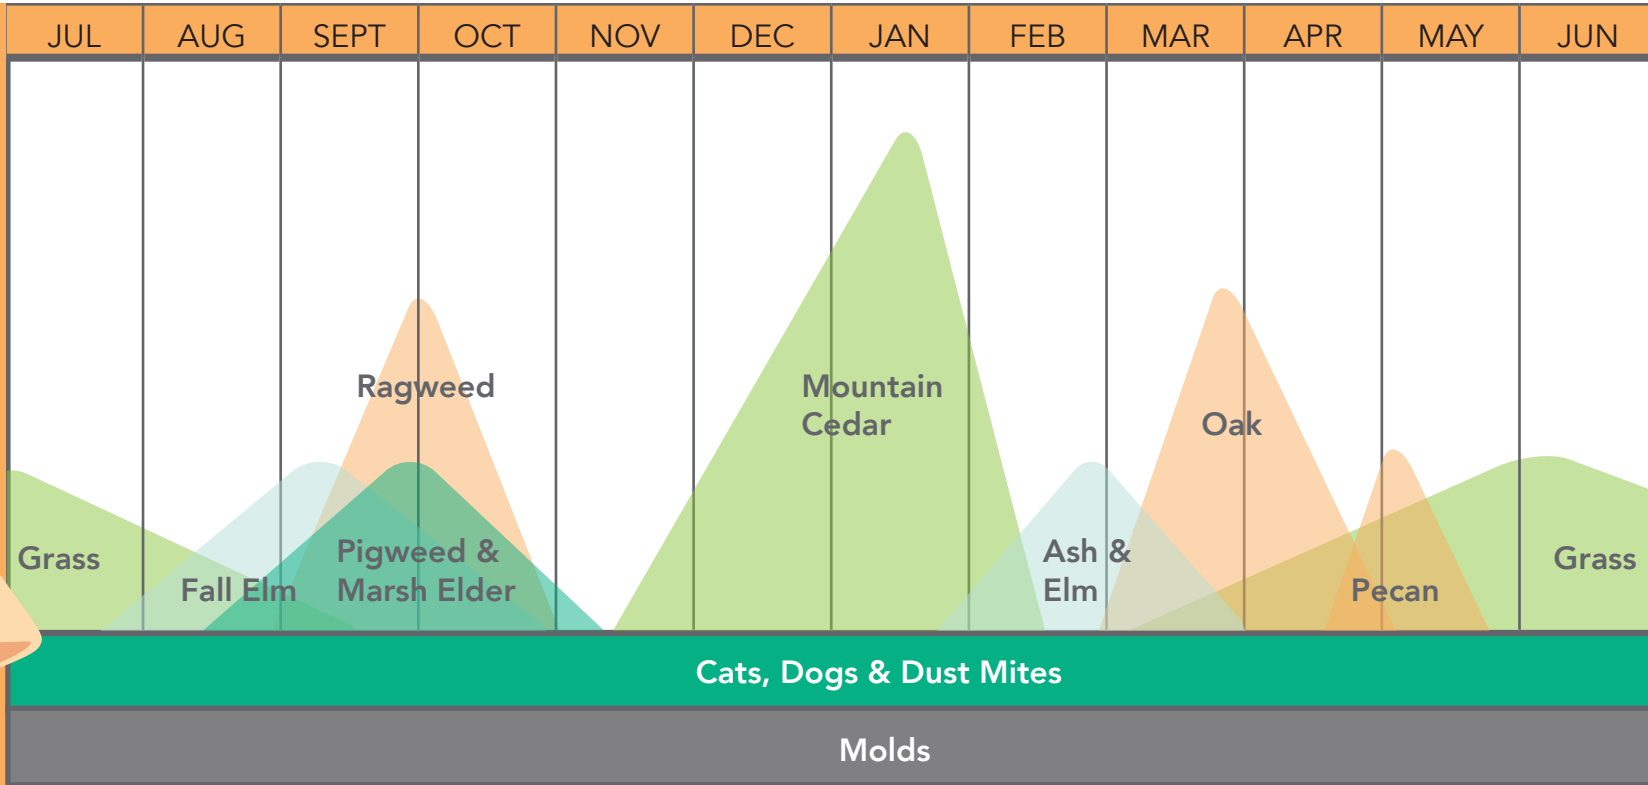 JUL AUG SEPT OCT NOV DEC JAN FEB MAR APR MAY JUN
Ragweed
Mountain
Cedar
Oak
Grass
Fall Elm
Pigweed &
Marsh Elder
Ash &
Elm
Pecan
Grass
Cats, Dogs & Dust Mites
Molds